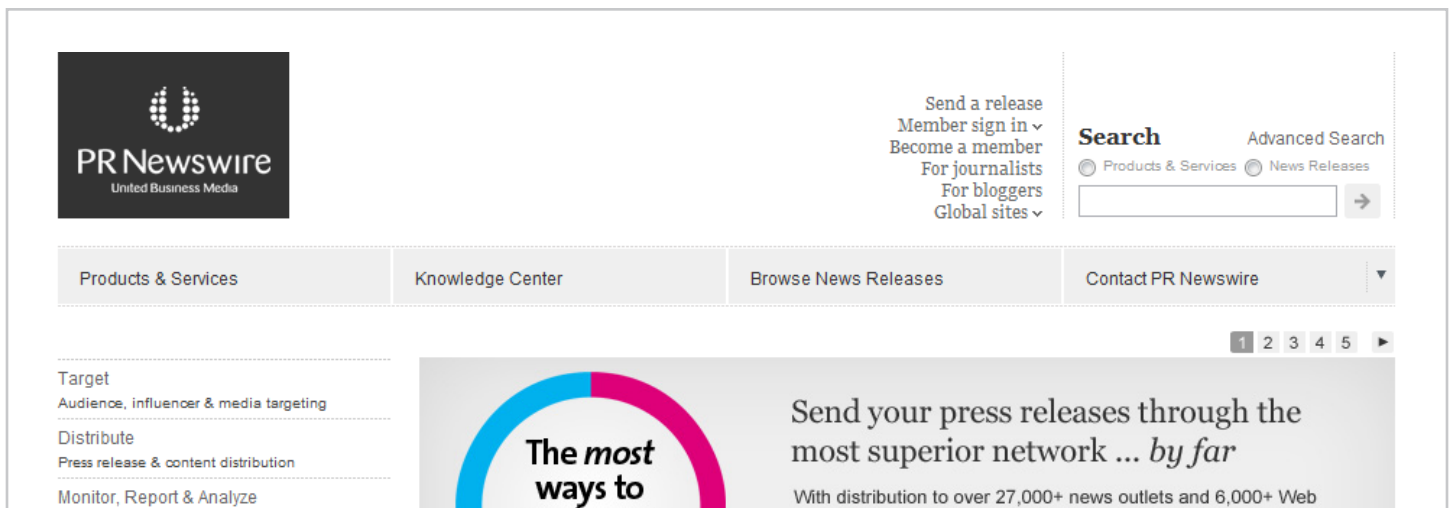 PR Newswire
United Business Media
Send a release
Member sign in
Become a member
For journalists
For bloggers
Global sites
Search
Advanced Search
Products & Services
News Releases
Products & Services
Knowledge Center
Browse News Releases
Contact PR Newswire
1 2 3 4 5
Target
Audience, influencer & media targeting
Distribute
Press release & content distribution
Monitor, Report & Analyze
The most
ways to
Send your press releases through the
most superior network ... by far
With distribution to over 27,000+ news outlets and 6,000+ Web